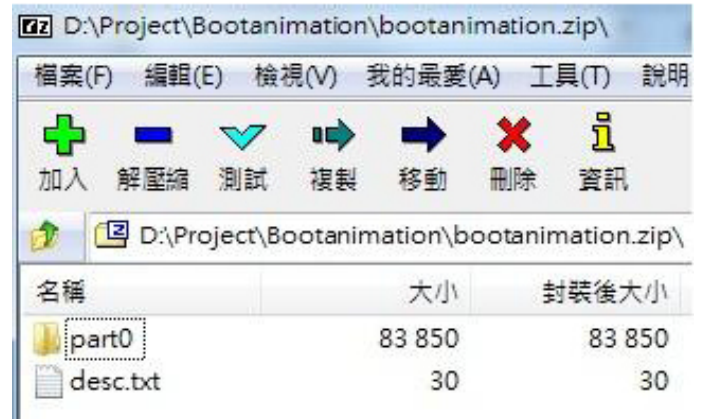 7z D:\Project\Bootanimation\bootanimation.zip\
檔案(F) 編輯(E) 檢視(V) 我的最愛(A) 工具(T) 說明
加入 解壓縮 測試 複製 移動 刪除 資訊
D:\Project\Bootanimation\bootanimation.zip\
名稱 大小 封裝後大小
part0 83 850 83 850
desc.txt 30 30